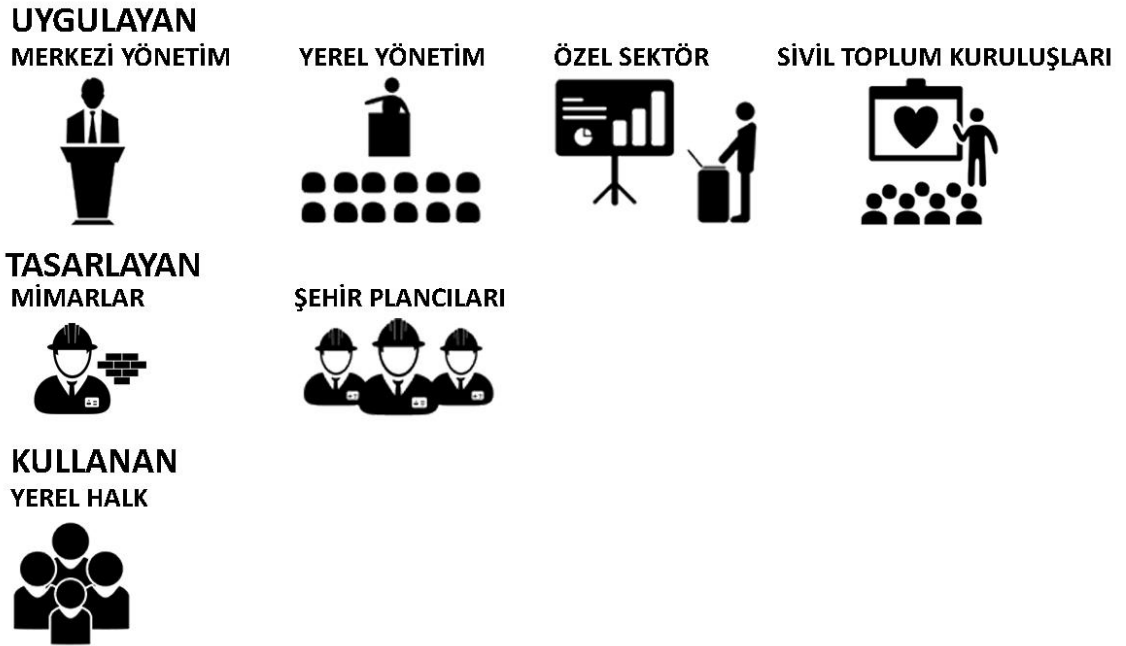 UYGULAYAN
MERKEZİ YÖNETİM YEREL YÖNETİM ÖZEL SEKTÖR SİVİL TOPLUM KURULUŞLARI
TASARLAYAN
MİMARLAR ŞEHİR PLANCILARI
KULLANAN
YEREL HALK